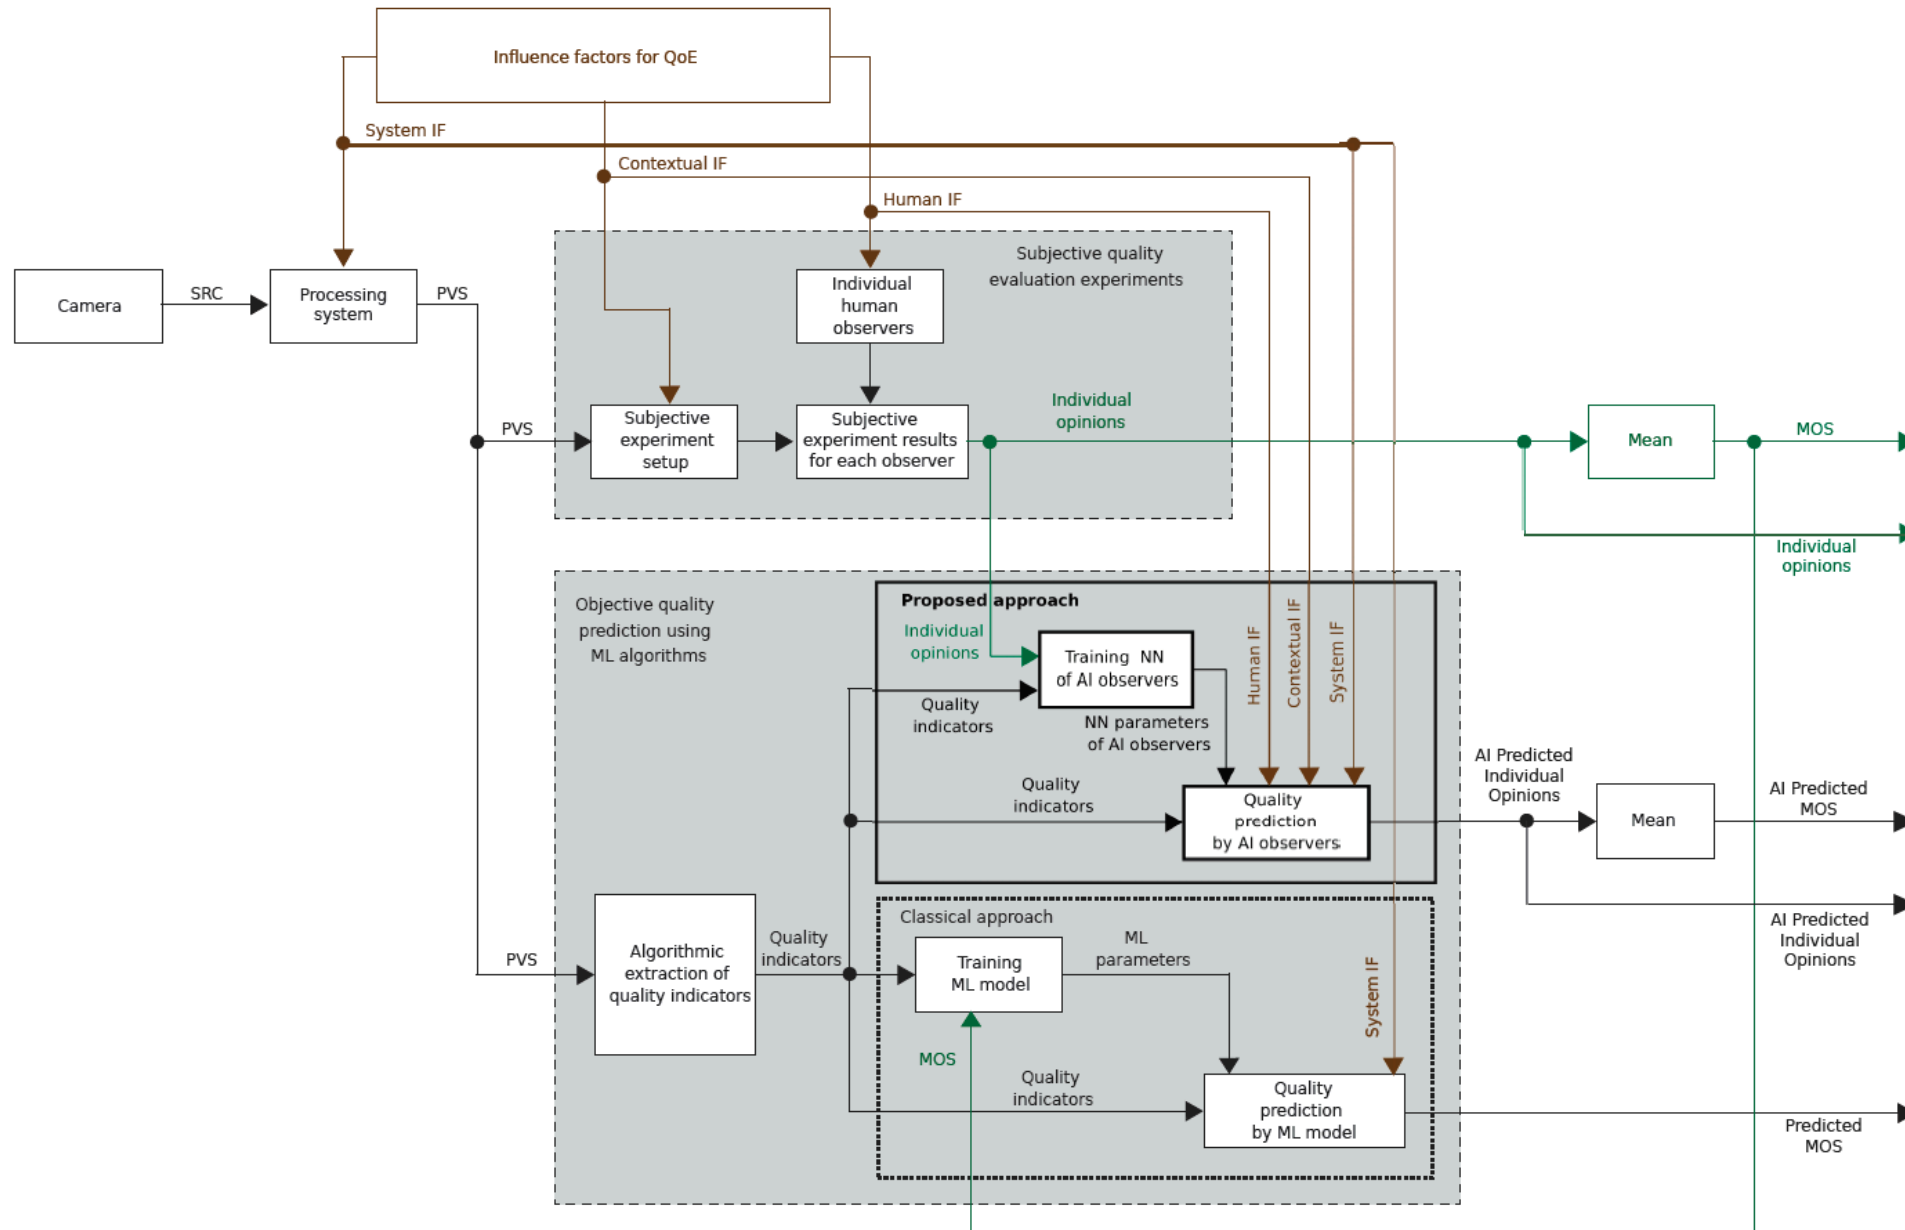 Influence factors for QoE
System IF
Contextual IF
Human IF
Subjective quality
evaluation experiments
Camera
SRC
Processing
system
PVS
Individual
human
observers
PVS
Subjective
experiment
setup
Subjective
experiment results
for each observer
Individual
opinions
Mean
MOS
Individual
opinions
Objective quality
prediction using
ML algorithms
Proposed approach
Individual
opinions
Training NN
of AI observers
Quality
indicators
NN parameters
of AI observers
Human IF
Contextual IF
System IF
Quality
indicators
Quality
prediction
by AI observers
AI Predicted
Individual
Opinions
Mean
AI Predicted
MOS
AI Predicted
Individual
Opinions
PVS
Algorithmic
extraction of
quality indicators
Quality
indicators
Classical approach
Training
ML model
ML
parameters
System IF
MOS
Quality
indicators
Quality
prediction
by ML model
Predicted
MOS